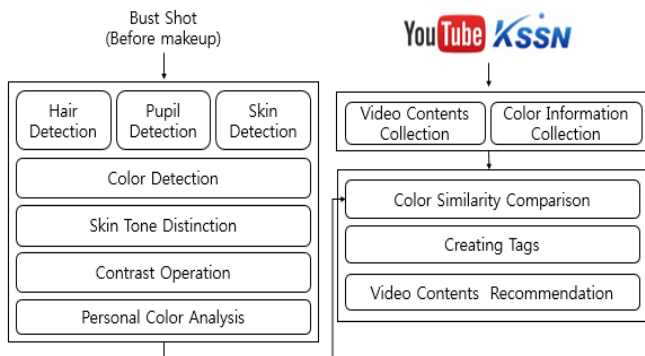 Bust Shot
(Before makeup)
Hair
Detection
Pupil
Detection
Skin
Detection
Color Detection
Skin Tone Distinction
Contrast Operation
Personal Color Analysis
YouTube KSSN
Video Contents
Collection
Color Information
Collection
Color Similarity Comparison
Creating Tags
Video Contents Recommendation